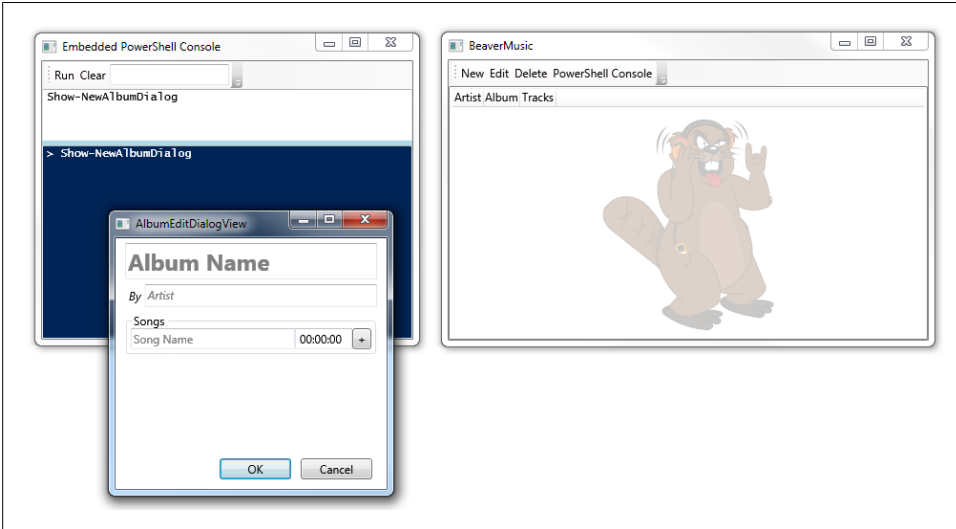 Embedded PowerShell Console
Run Clear
Show-NewAlbumDialog
> Show-NewAlbumDialog
AlbumEditDialogView
Album Name
By Artist
Songs
Song Name 00:00:00 +
OK Cancel
BeaverMusic
New Edit Delete PowerShell Console
Artist Album Tracks